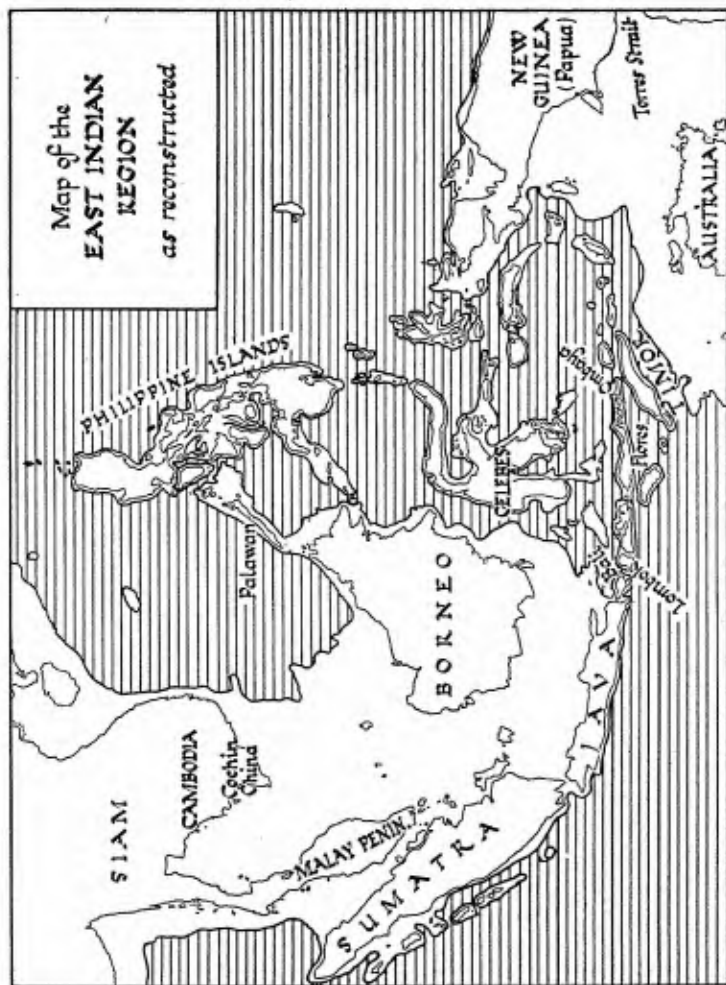 Map of the
EAST INDIAN
REGION
as reconstructed
PHILIPPINE ISLANDS
SIAM
CAMBODIA
Cochin
China
Palawan
MALAY PENIN.
BORNEO
SUMATRA
CELEBES
NEW
GUINEA
(Papua)
JAVA
Bali
Lombok
Flores
Ombaya
TIMOR
Torres Strait
AUSTRALIA